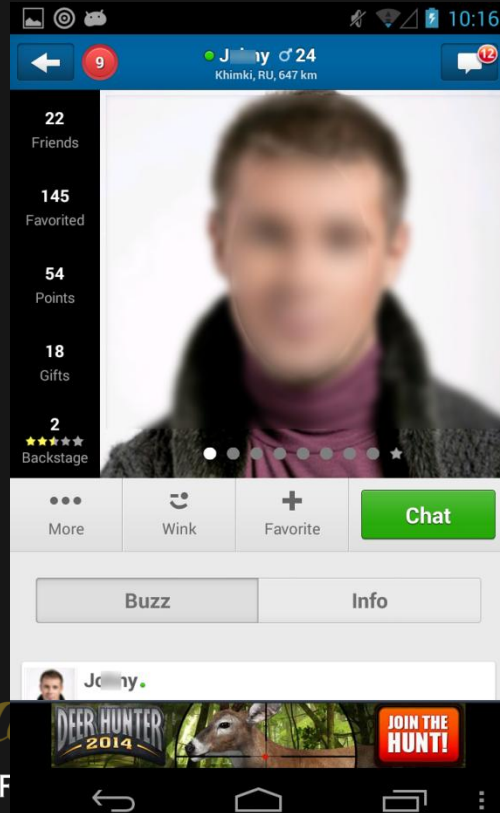 10:16
9
24
12
Khimki, RU, 647 km
22
Friends
145
Favorited
54
Points
18
Gifts
2
Backstage
More
Wink
Favorite
Chat
Buzz
Info
DEER HUNTER
2014
JOIN THE
HUNT!